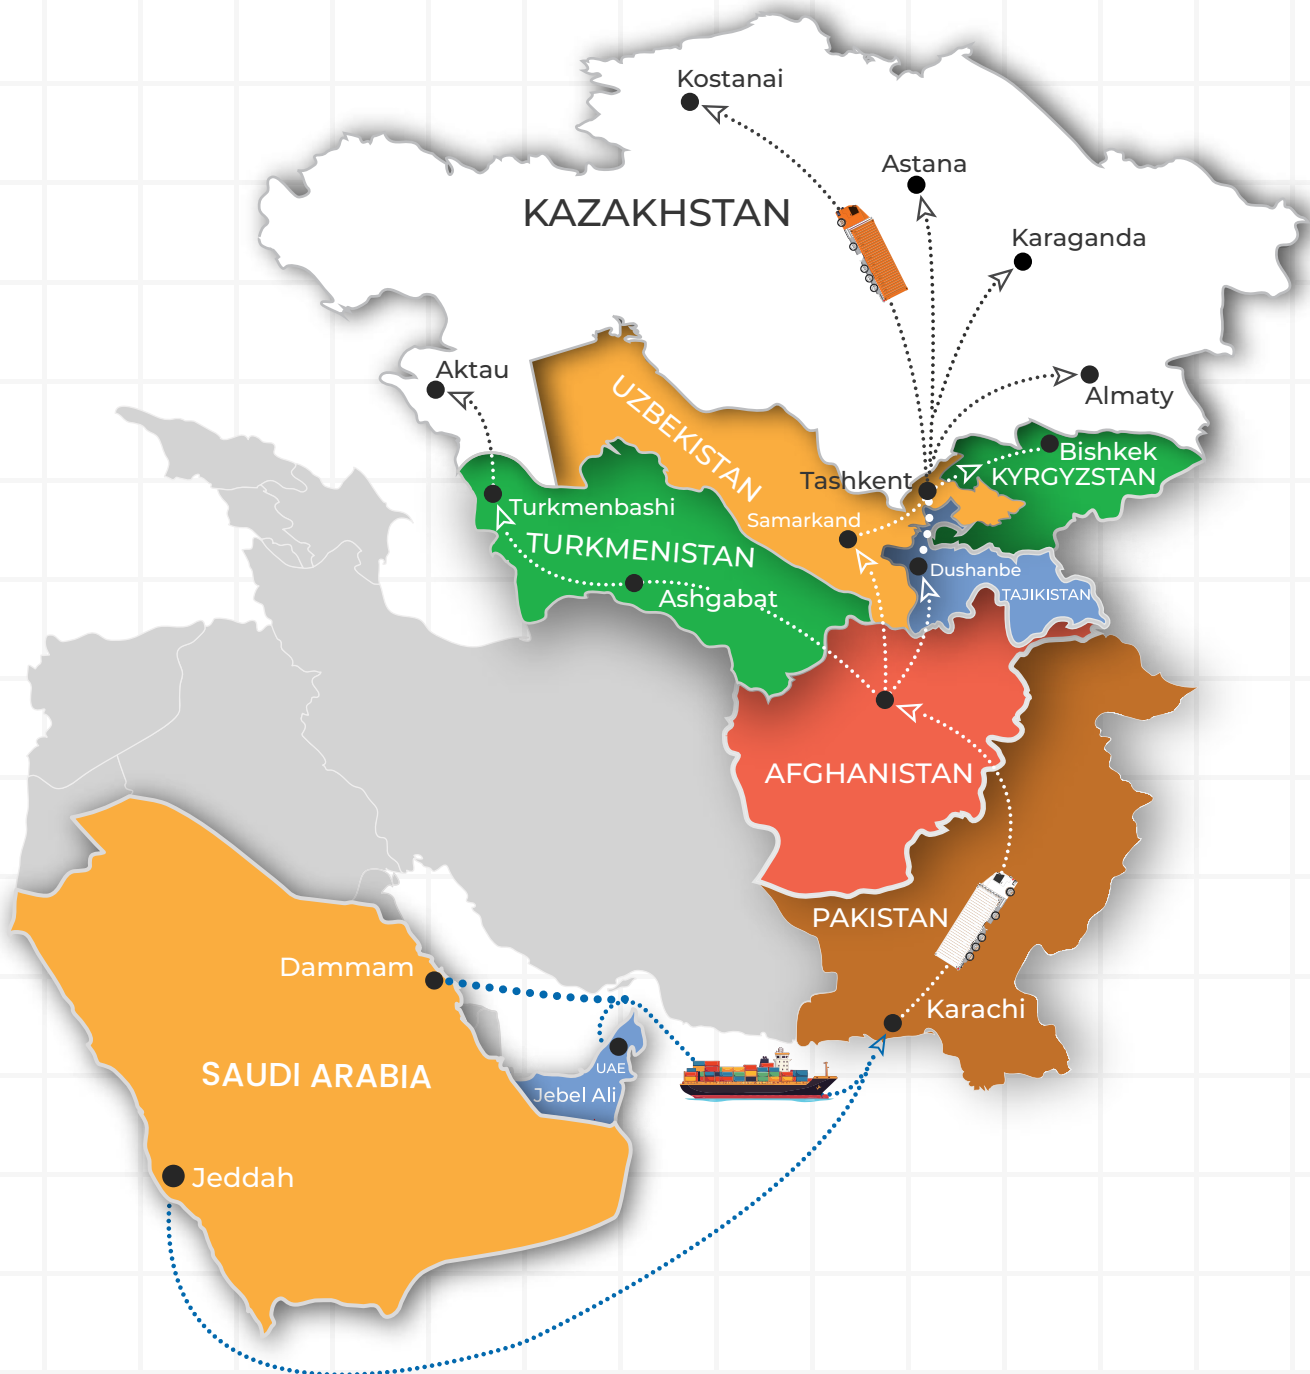 Kostanai
Astana
KAZAKHSTAN
Karaganda
Aktau
Almaty
UZBEKISTAN
Bishkek
KYRGYZSTAN
Tashkent
Turkmenbashi
Samarkand
TURKMENISTAN
Dushanbe
TAJIKISTAN
Ashgabat
AFGHANISTAN
PAKISTAN
Dammam
Karachi
SAUDI ARABIA
UAE
Jebel Ali
Jeddah